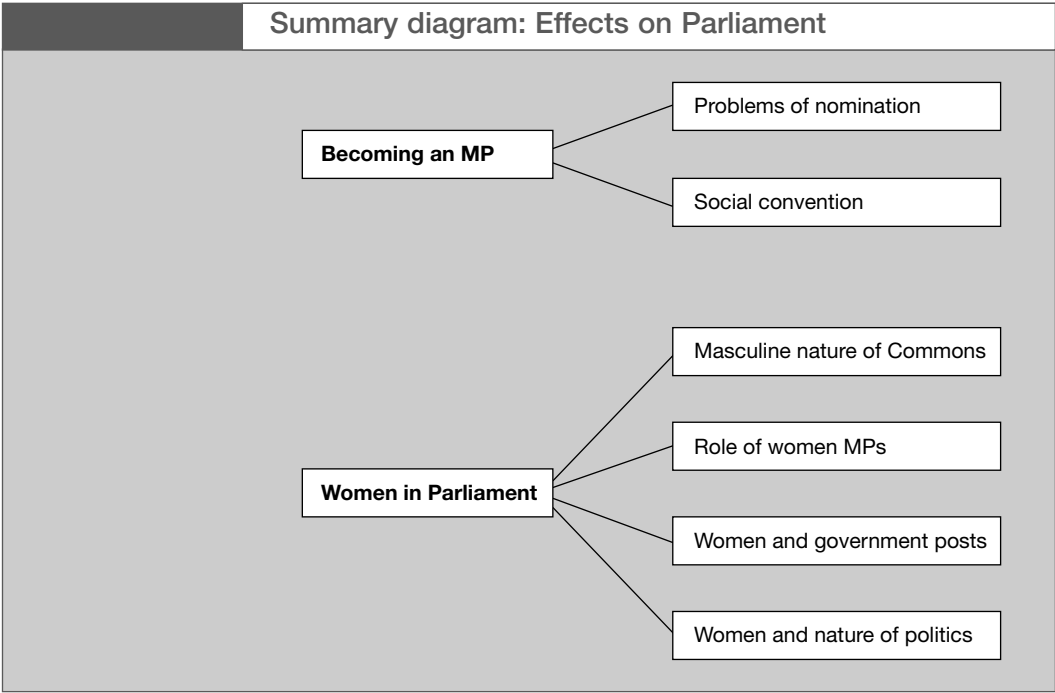 Summary diagram: Effects on Parliament
Becoming an MP
Problems of nomination
Social convention
Women in Parliament
Masculine nature of Commons
Role of women MPs
Women and government posts
Women and nature of politics